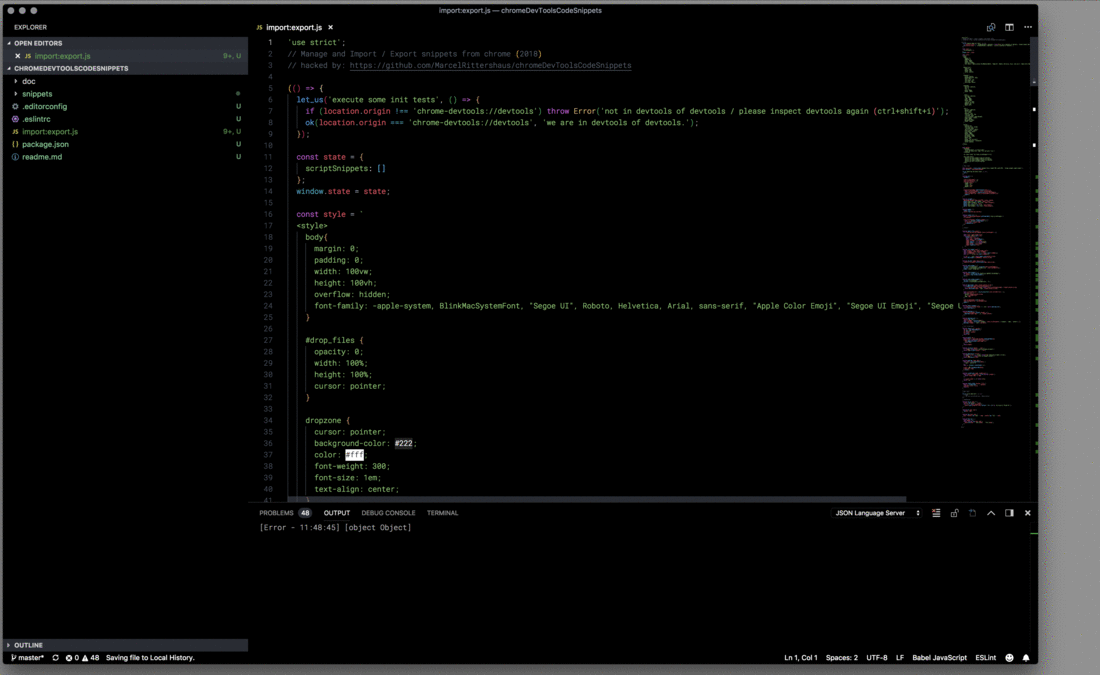 import:export.js — chromeDevToolsCodeSnippets
EXPLORER
OPEN EDITORS
JS import:export.js 9+, U
CHROMEDEVTOOLSCODESNIPPETS
doc
snippets
.editorconfig U
.eslintrc U
JS import:export.js 9+, U
{ } package.json U
readme.md U
OUTLINE
JS import:export.js
1 'use strict';
2 // Manage and Import / Export snippets from chrome (2018)
3 // hacked by: https://github.com/MarcelRittershaus/chromeDevToolsCodeSnippets
4
5 (() => {
6 let_us('execute some init tests', () => {
7 if (location.origin !== 'chrome-devtools://devtools') throw Error('not in devtools of devtools / please inspect devtools again (ctrl+shift+i)');
8 ok(location.origin === 'chrome-devtools://devtools', 'we are in devtools of devtools.');
9 });
10
11 const state = {
12 scriptSnippets: []
13 };
14 window.state = state;
15
16 const style = `
17 <style>
18 body{
19 margin: 0;
20 padding: 0;
21 width: 100vw;
22 height: 100vh;
23 overflow: hidden;
24 font-family: -apple-system, BlinkMacSystemFont, "Segoe UI", Roboto, Helvetica, Arial, sans-serif, "Apple Color Emoji", "Segoe UI Emoji", "Segoe
25 }
26
27 #drop_files {
28 opacity: 0;
29 width: 100%;
30 height: 100%;
31 cursor: pointer;
32 }
33
34 dropzone {
35 cursor: pointer;
36 background-color: #222;
37 color: #fff;
38 font-weight: 300;
39 font-size: 1em;
40 text-align: center;
41 }
PROBLEMS 48 OUTPUT DEBUG CONSOLE TERMINAL JSON Language Server
[Error - 11:48:45] [object Object]
master* 0 48 Saving file to Local History. Ln 1, Col 1 Spaces: 2 UTF-8 LF Babel JavaScript ESLint